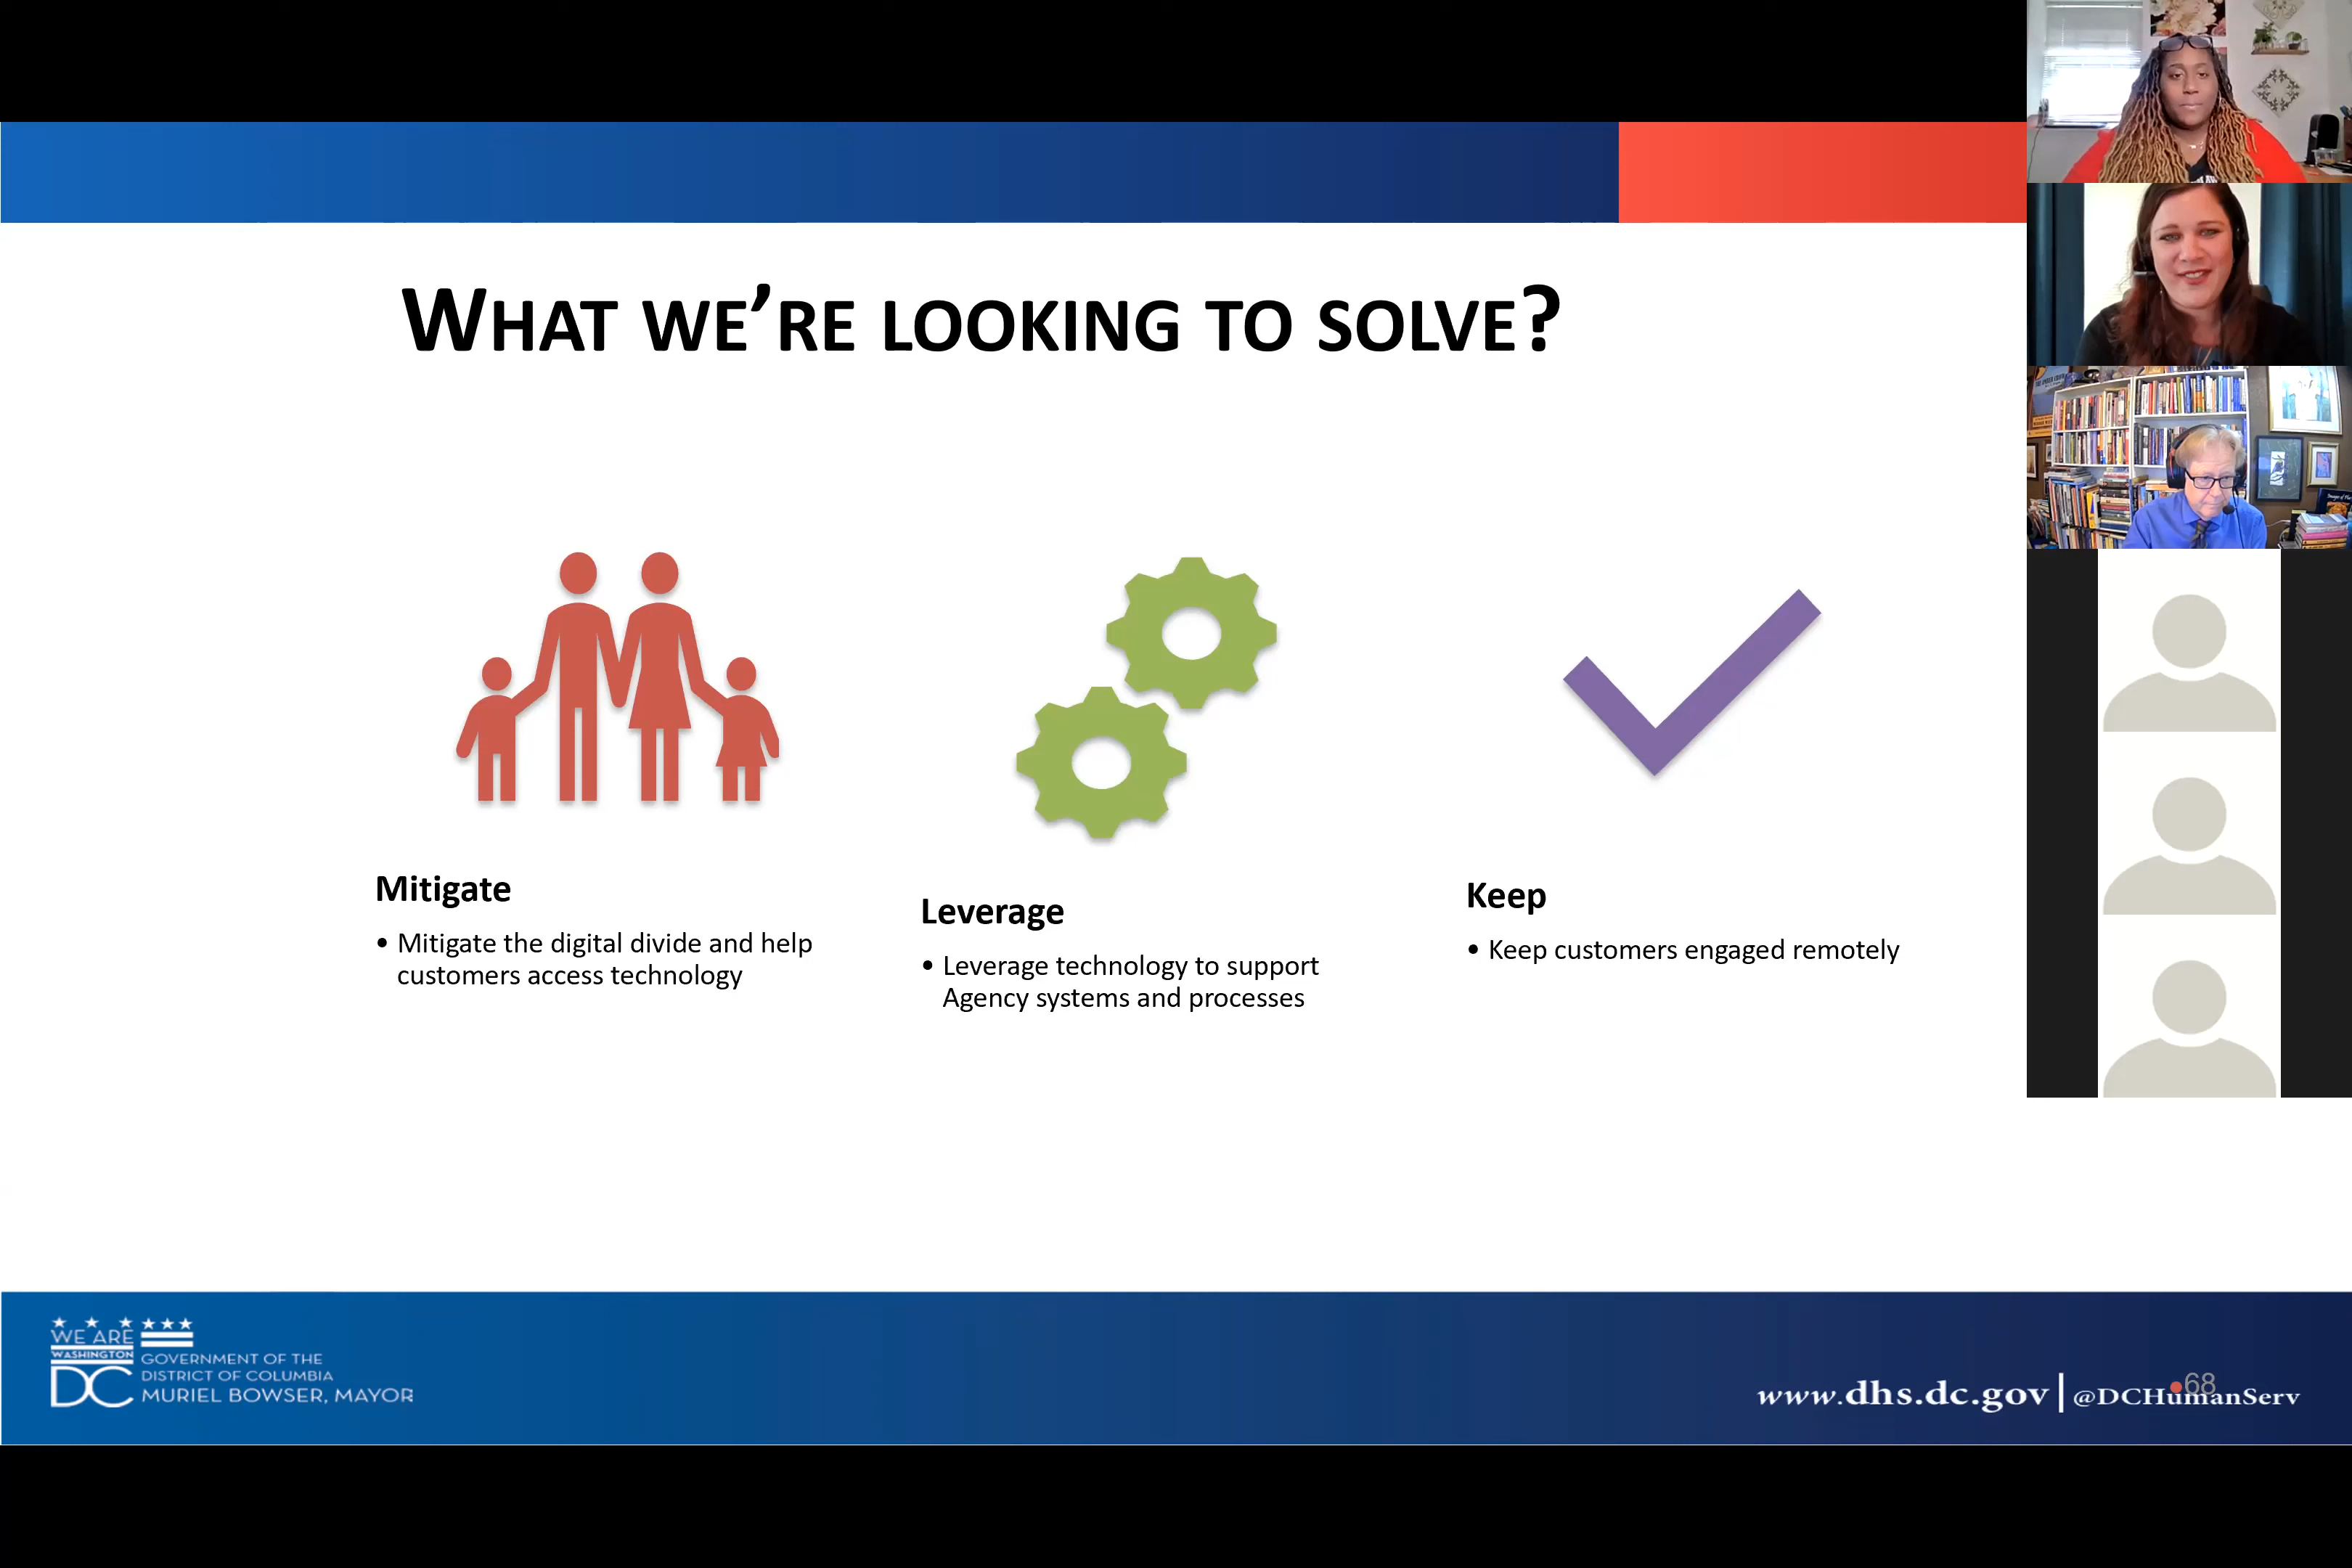 WHAT WE'RE LOOKING TO SOLVE?
Mitigate
• Mitigate the digital divide and help
customers access technology
Leverage
• Leverage technology to support
Agency systems and processes
Keep
• Keep customers engaged remotely
WE ARE
WASHINGTON
DC
GOVERNMENT OF THE
DISTRICT OF COLUMBIA
MURIEL BOWSER, MAYOR
www.dhs.dc.gov | @DCHumanServ
•68